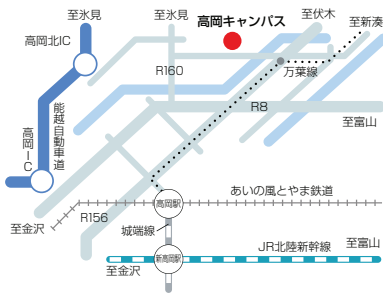 至氷見
至氷見
高岡キャンパス
至伏木
至新湊
高岡北IC
R160
万葉線
能越自動車道
R8
至富山
高岡IC
あいの風とやま鉄道
高岡駅
R156
至金沢
城端線
JR北陸新幹線
至富山
新高岡駅
至金沢